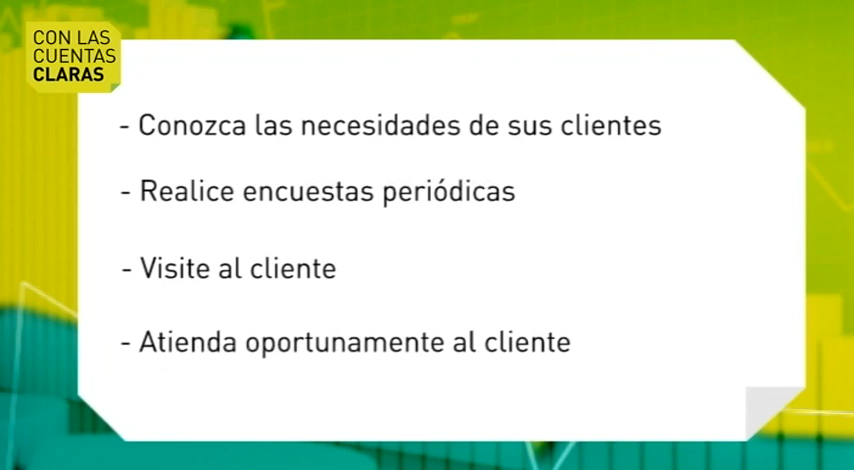 CON LAS
CUENTAS
CLARAS
- Conozca las necesidades de sus clientes
- Realice encuestas periódicas
- Visite al cliente
- Atienda oportunamente al cliente